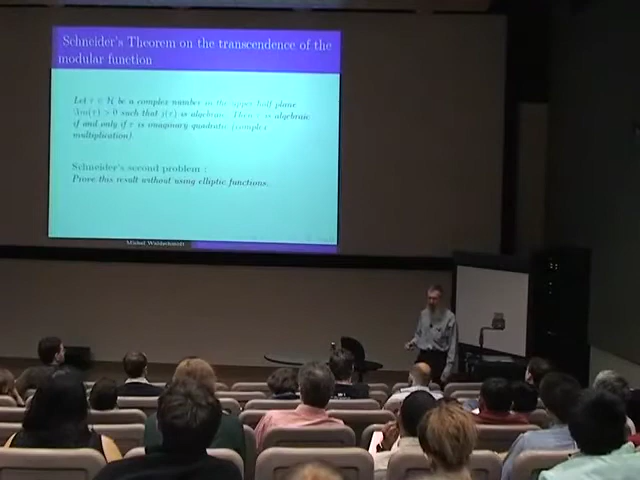 Schneider's Theorem on the transcendence of the
modular function
Let τ ∈ ℋ be a complex number in the upper half plane
ℑm(τ) > 0 such that j(τ) is algebraic. Then τ is algebraic
if and only if τ is imaginary quadratic (complex
multiplication).
Schneider's second problem :
Prove this result without using elliptic functions.
Michel Waldschmidt